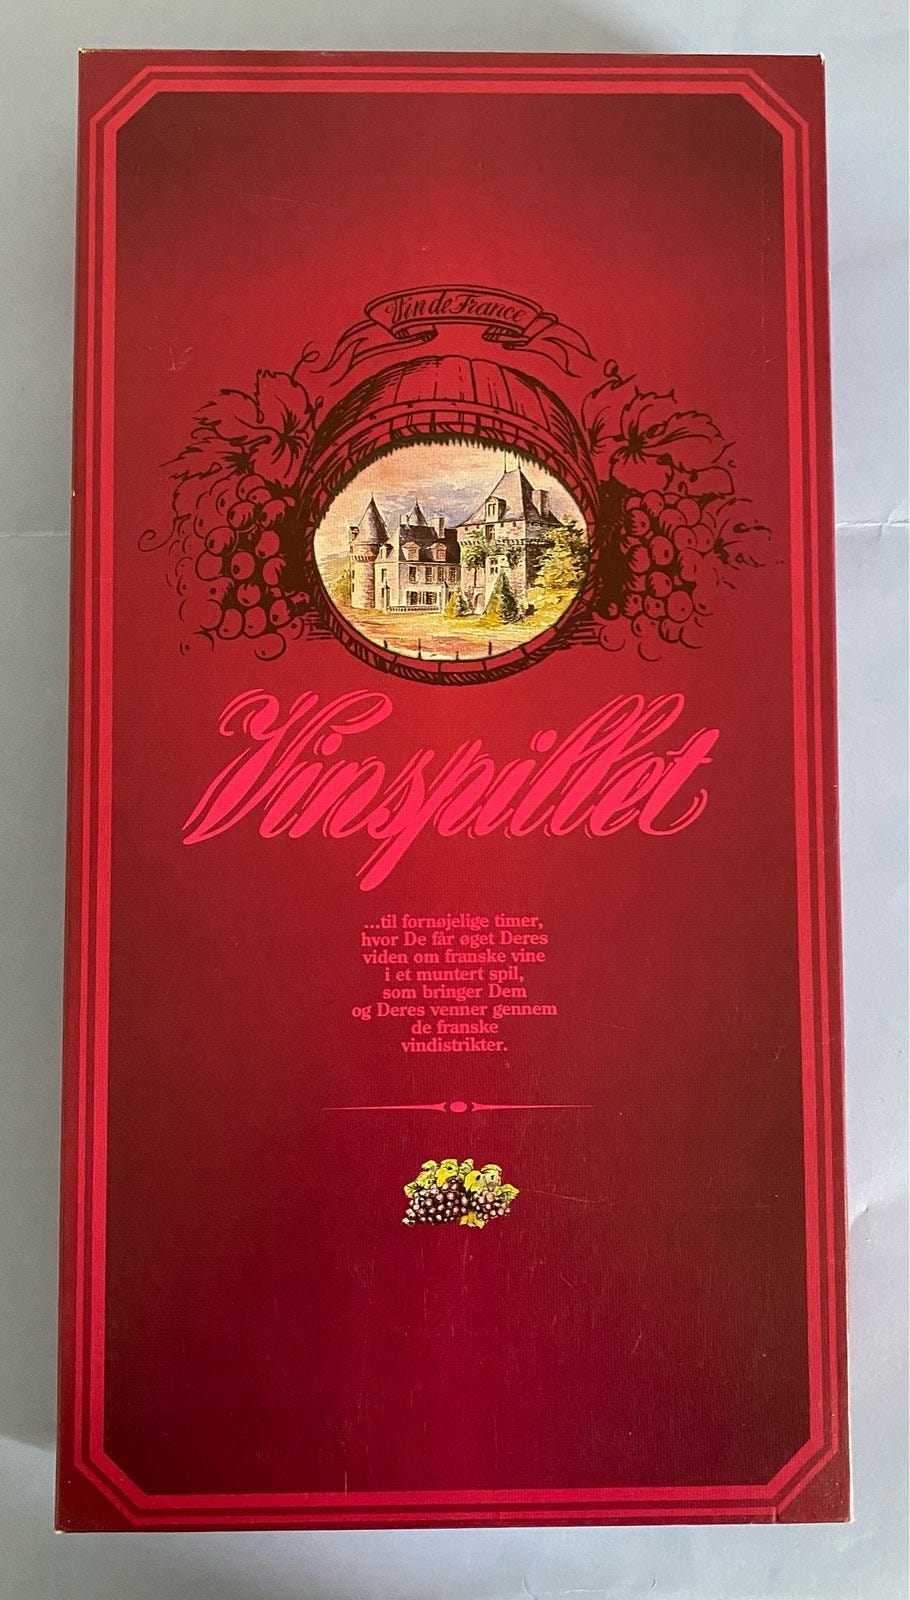 Vin de France
Vinspillet
...til fornøjelige timer,
hvor De får øget Deres
viden om franske vine
i et muntert spil,
som bringer Dem
og Deres venner gennem
de franske
vindistrikter.